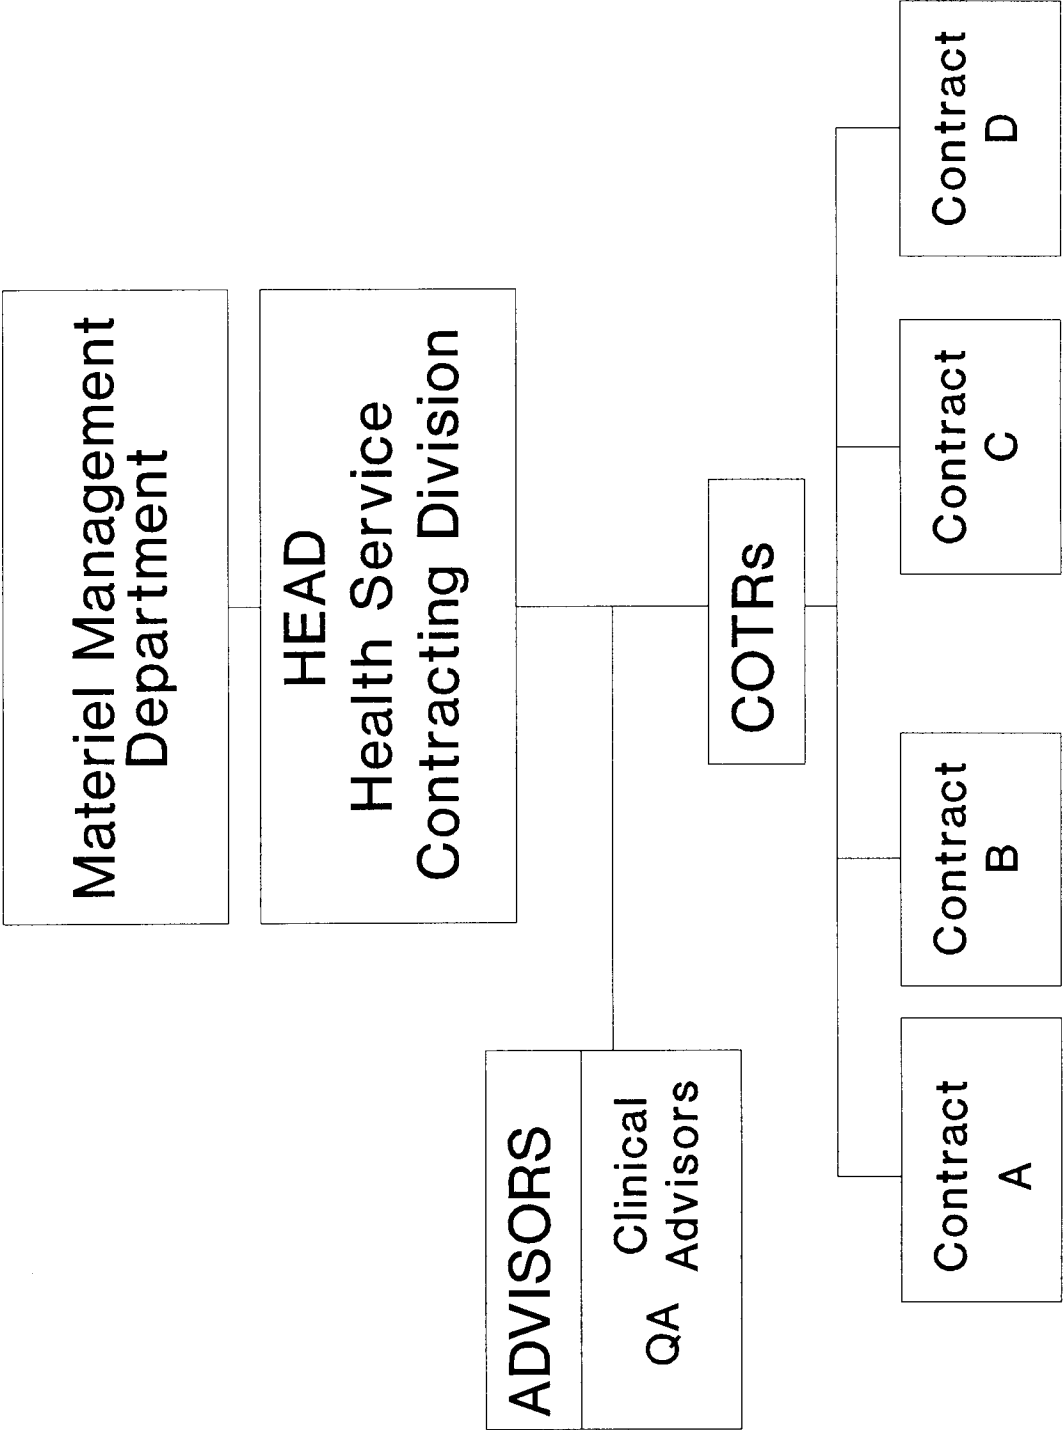 Materiel Management
Department
HEAD
Health Service
Contracting Division
ADVISORS
QA Clinical
Advisors
COTRs
Contract
A
Contract
B
Contract
C
Contract
D